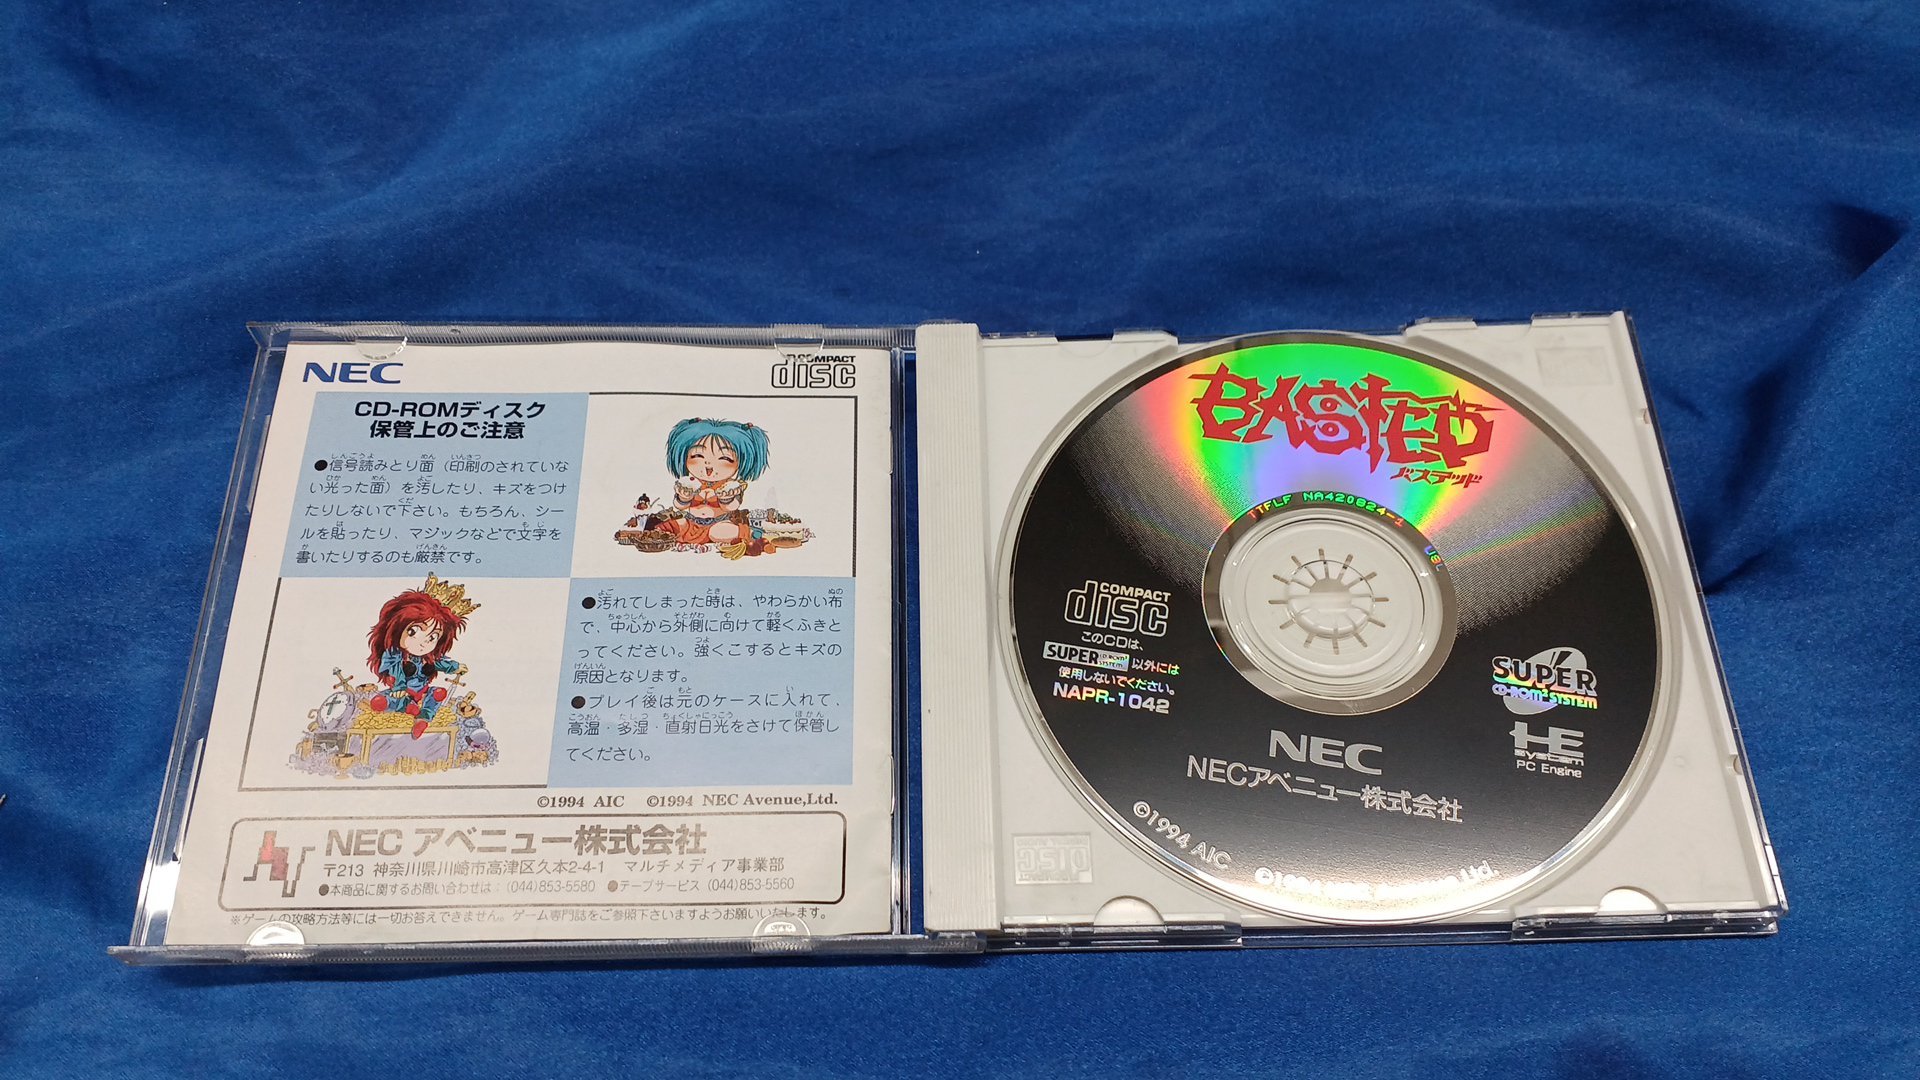 NEC
COMPACT
disc
CD-ROMディスク
保管上のご注意
●信号読みとり面（印刷のされていな
い光った面）を汚したり、キズをつけ
たりしないで下さい。もちろん、シー
ルを貼ったり、マジックなどで文字を
書いたりするのも厳禁です。
●汚れてしまった時は、やわらかい布
で、中心から外側に向けて軽くふきと
ってください。強くこするとキズの
原因となります。
●プレイ後は元のケースに入れて、
高温・多湿・直射日光をさけて保管し
てください。
©1994 AIC ©1994 NEC Avenue,Ltd.
NEC アベニュー株式会社
〒213 神奈川県川崎市高津区久本2-4-1 マルチメディア事業部
●本商品に関するお問い合わせは：(044)853-5580 ●テープサービス (044)853-5560
※ゲームの攻略方法等には一切お答えできません。ゲーム専門誌をご参照下さいますようお願いいたします。
BASTED
バステッド
TTFLF NA420624-1
COMPACT
disc
このCDは、
SUPER CD-ROM² SYSTEM 以外には
使用しないでください。
NAPR-1042
SUPER
CD-ROM² SYSTEM
HE
SYSTEM
PC Engine
NEC
NECアベニュー株式会社
©1994 AIC
©1994 NEC Avenue,Ltd.